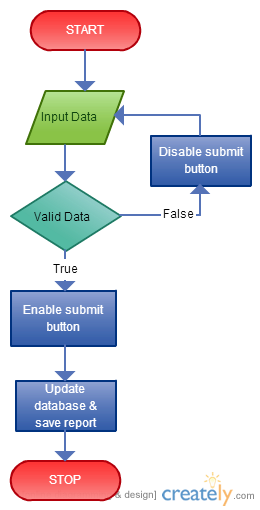 START
Input Data
Disable submit
button
Valid Data
False
True
Enable submit
button
Update
database &
save report
STOP
& design]
creately.com